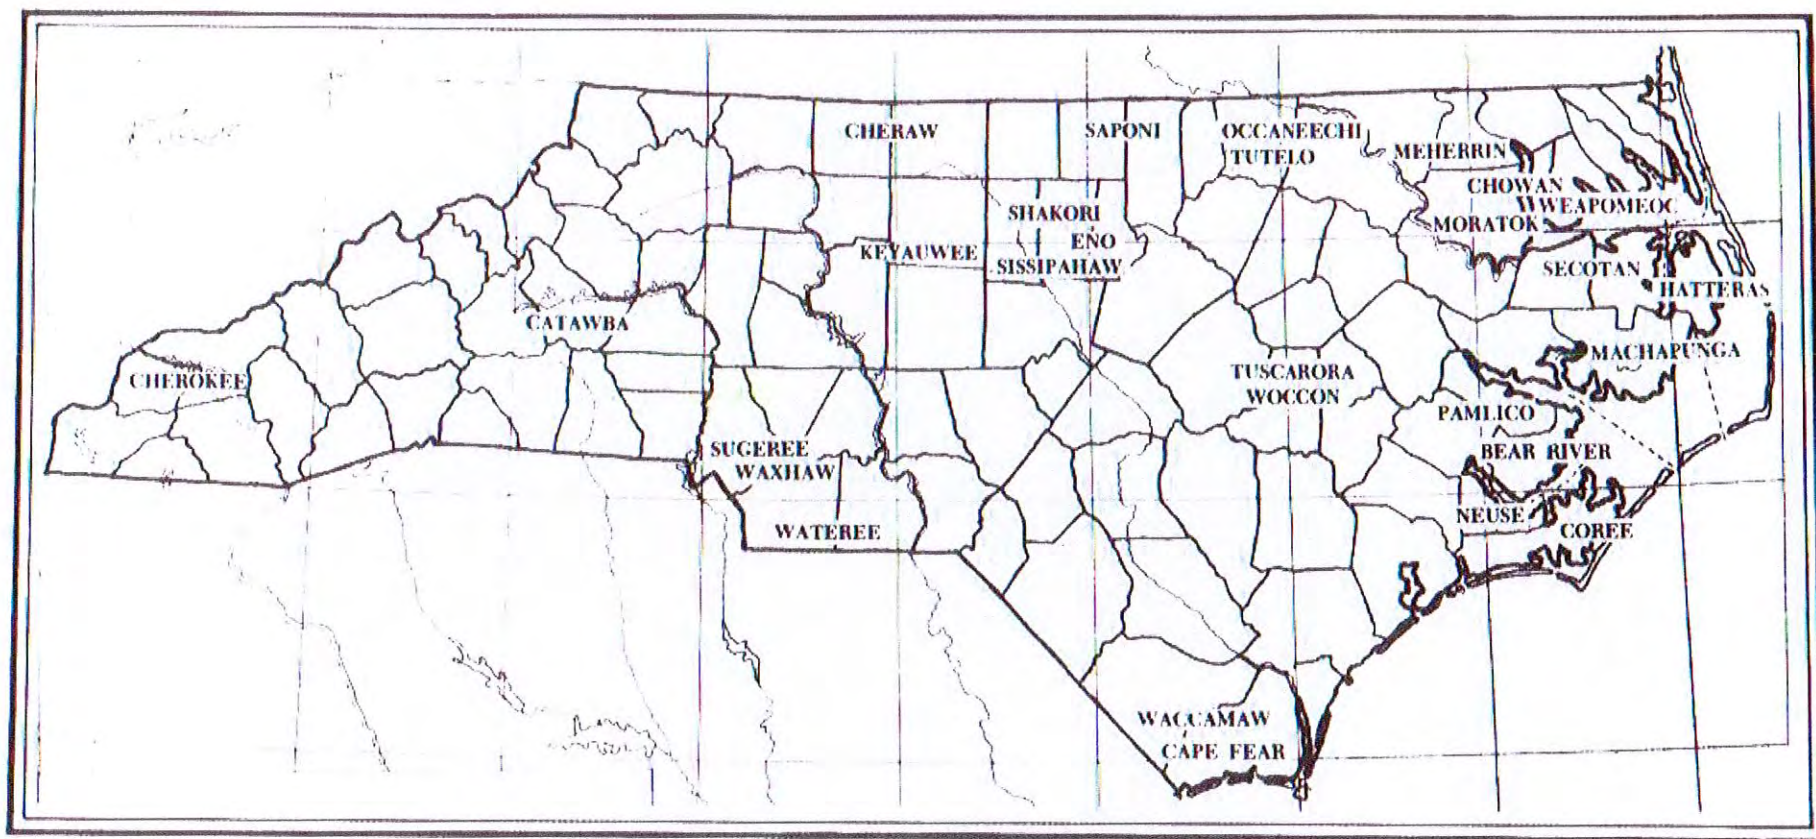 CHERAW
SAPONI
OCCANEECHI
TUTELO
MEHERRIN
CHOWAN
WWEAPOMEOC
MORATOK
SHAKORI
ENO
SISSIPAHAW
KEYAUWEE
SECOTAN
HATTERAS
CATAWBA
MACHAPUNGA
CHEROKEE
TUSCARORA
WOCCON
PAMLICO
BEAR RIVER
SUGEREE
WAXHAW
NEUSE
COREE
WATEREE
WACCAMAW
CAPE FEAR